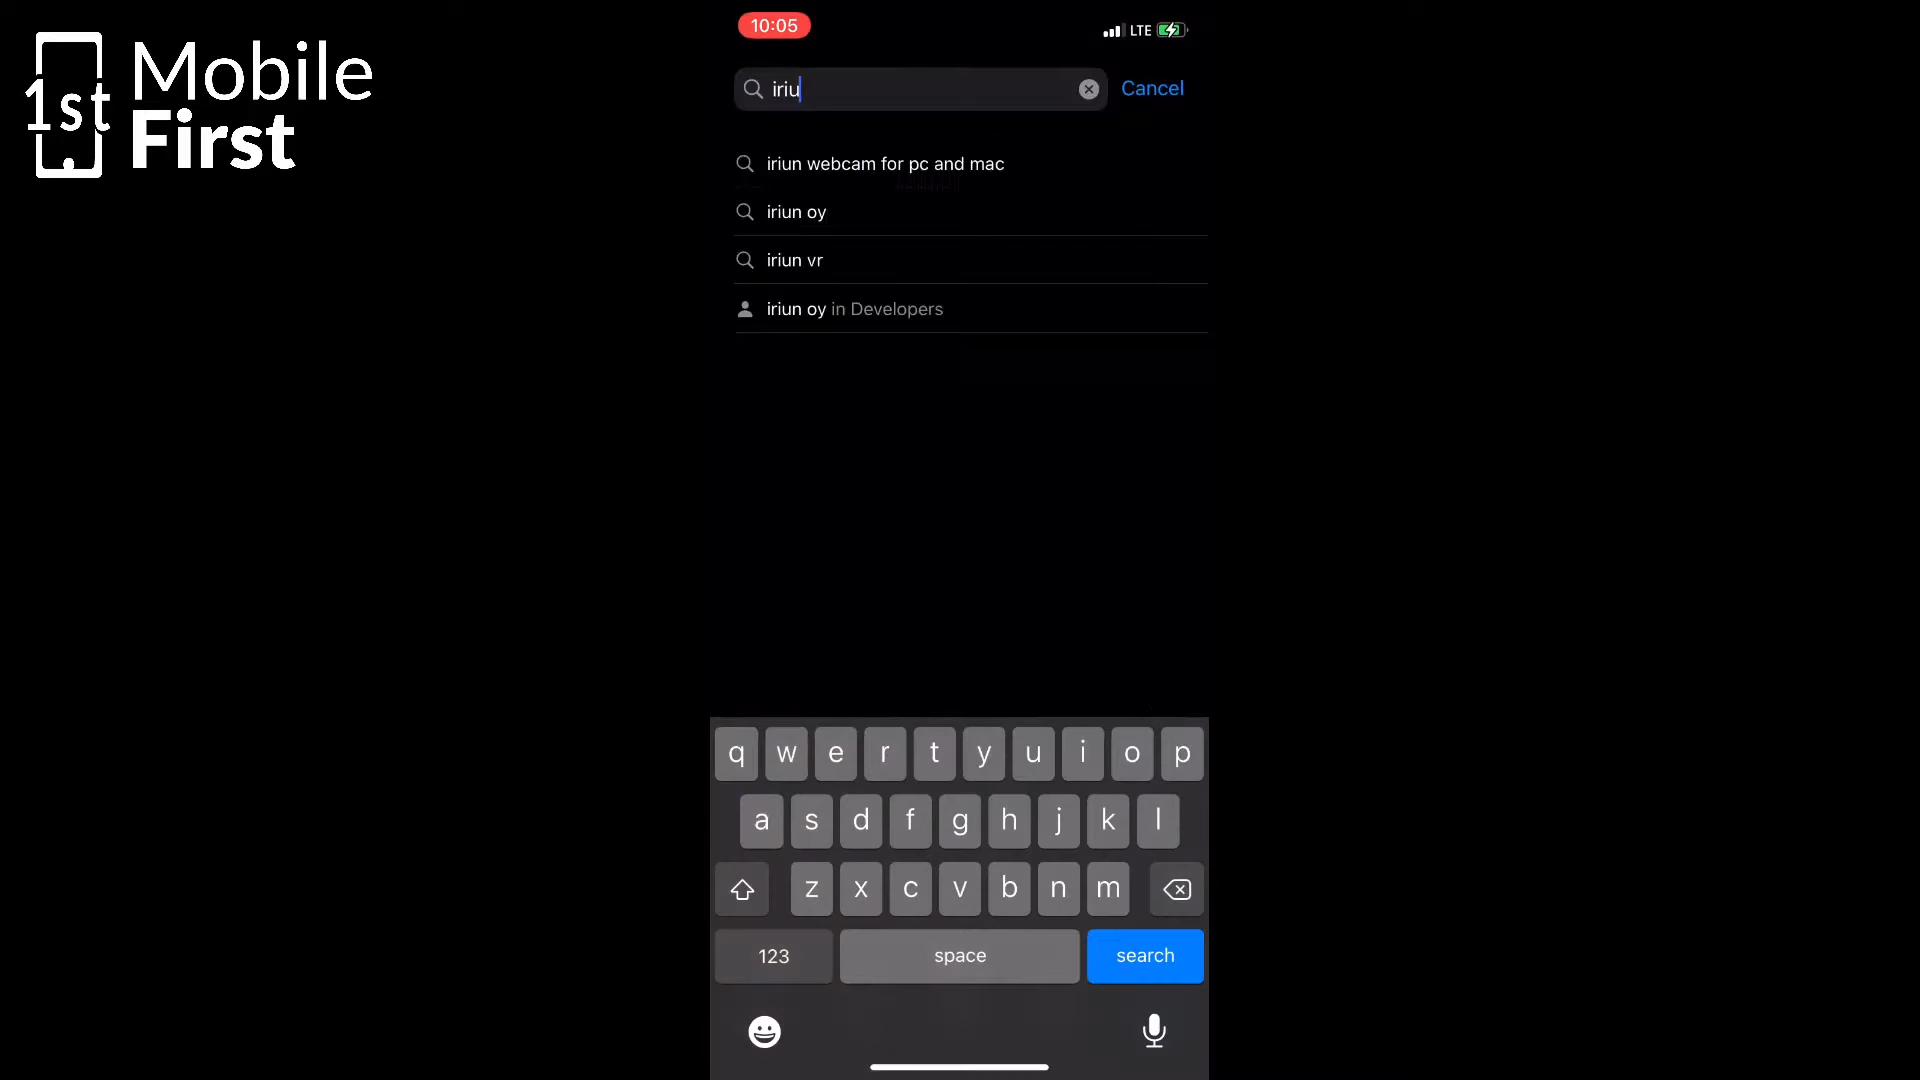 1st Mobile
First
10:05
LTE
iriu
Cancel
iriun webcam for pc and mac
iriun oy
iriun vr
iriun oy in Developers
q w e r t y u i o p
a s d f g h j k l
z x c v b n m
123 space search